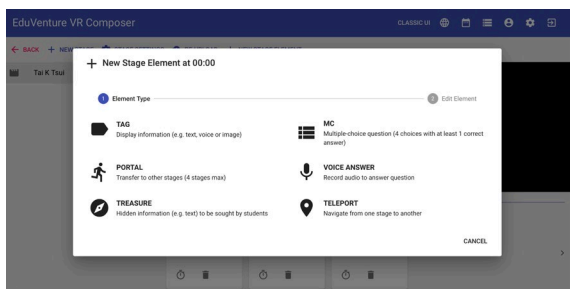 EduVenture VR Composer
CLASSIC UI
BACK
NEW
Tai K Tsui
New Stage Element at 00:00
1 Element Type
2 Edit Element
TAG
Display information (e.g. text, voice or image)
MC
Multiple-choice question (4 choices with at least 1 correct
answer)
PORTAL
Transfer to other stages (4 stages max)
VOICE ANSWER
Record audio to answer question
TREASURE
Hidden information (e.g. text) to be sought by students
TELEPORT
Navigate from one stage to another
CANCEL